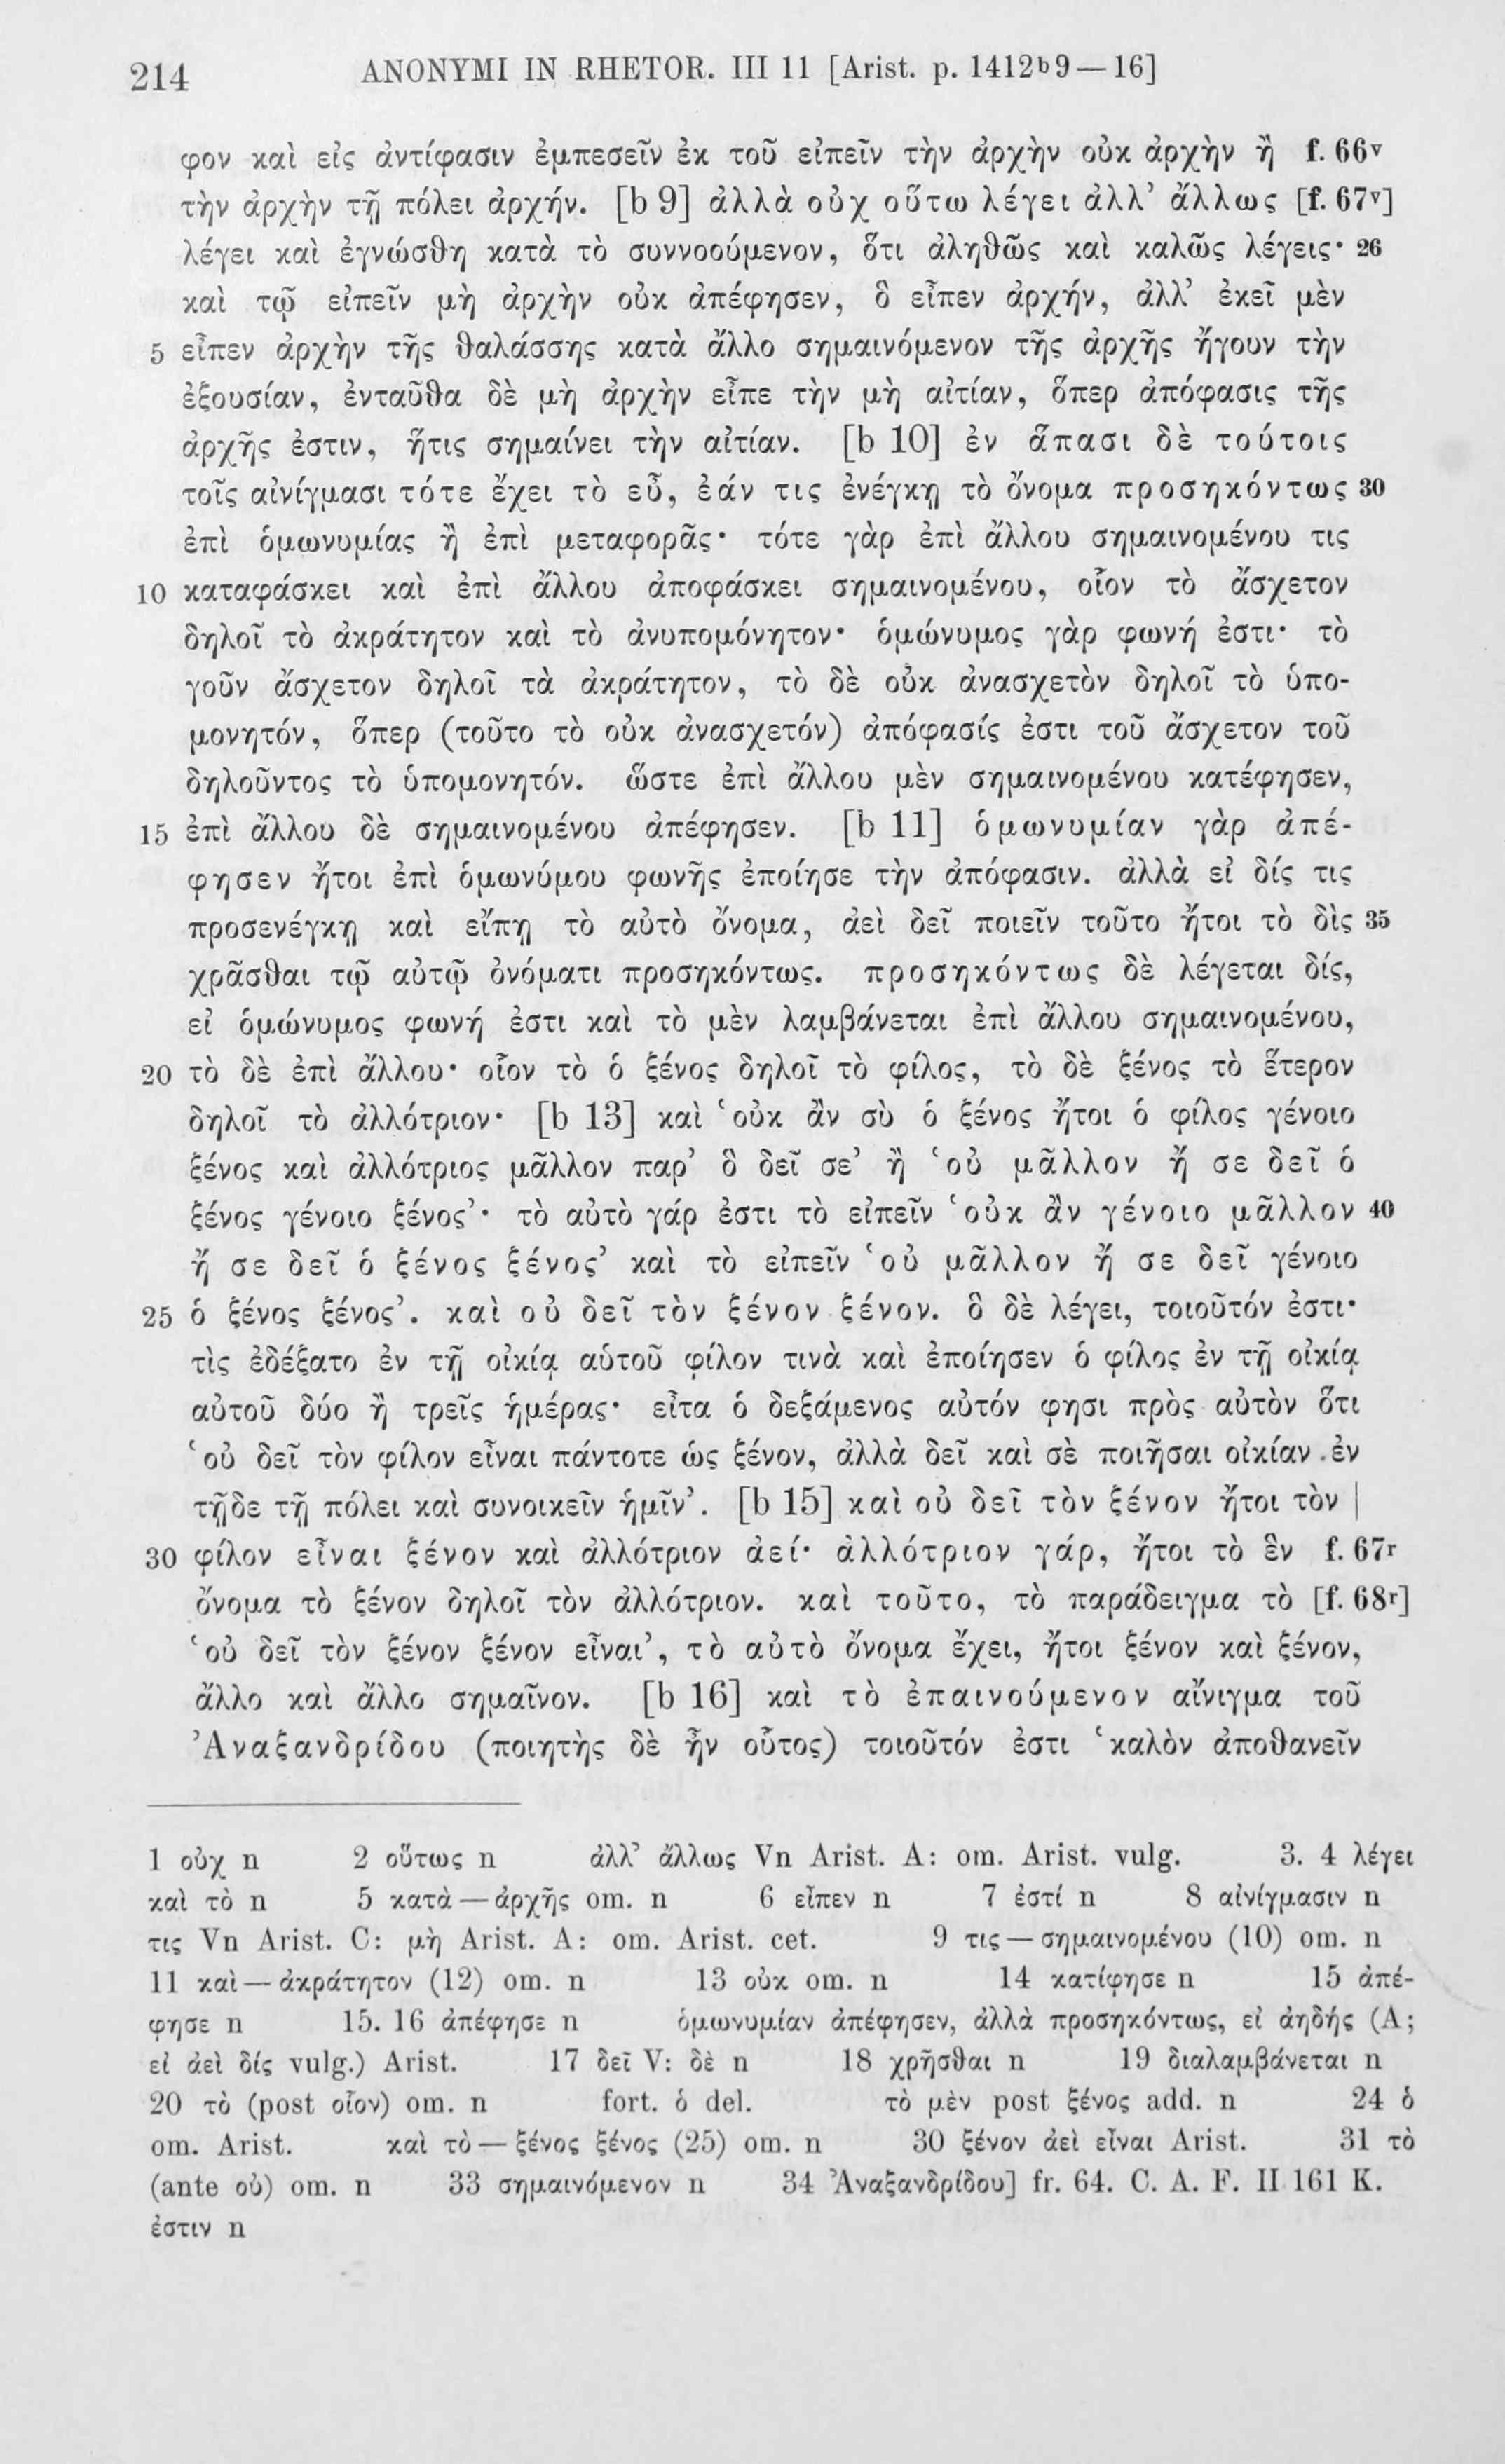 214 ANONYMI IN RHETOR. III 11 [Arist. p. 1412b9—16]
φον καὶ εἰς ἀντίφασιν ἐμπεσεῖν ἐκ τοῦ εἰπεῖν τὴν ἀρχὴν οὐκ ἀρχὴν ἢ f. 66v
τὴν ἀρχὴν τῇ πόλει ἀρχήν. [b 9] ἀλλὰ οὐχ οὕτω λέγει ἀλλ’ ἄλλως [f. 67v]
λέγει καὶ ἐγνώσθη κατὰ τὸ συννοούμενον, ὅτι ἀληθῶς καὶ καλῶς λέγεις· 26
καὶ τῷ εἰπεῖν μὴ ἀρχὴν οὐκ ἀπέφησεν, ὃ εἶπεν ἀρχήν, ἀλλ’ ἐκεῖ μὲν
5 εἶπεν ἀρχὴν τῆς θαλάσσης κατὰ ἄλλο σημαινόμενον τῆς ἀρχῆς ἤγουν τὴν
ἐξουσίαν, ἐνταῦθα δὲ μὴ ἀρχὴν εἶπε τὴν μὴ αἰτίαν, ὅπερ ἀπόφασις τῆς
ἀρχῆς ἐστιν, ἥτις σημαίνει τὴν αἰτίαν. [b 10] ἐν ἅπασι δὲ τούτοις
τοῖς αἰνίγμασι τότε ἔχει τὸ εὖ, ἐάν τις ἐνέγκῃ τὸ ὄνομα προσηκόντως 30
ἐπὶ ὁμωνυμίας ἢ ἐπὶ μεταφορᾶς· τότε γὰρ ἐπὶ ἄλλου σημαινομένου τις
10 καταφάσκει καὶ ἐπὶ ἄλλου ἀποφάσκει σημαινομένου, οἷον τὸ ἄσχετον
δηλοῖ τὸ ἀκράτητον καὶ τὸ ἀνυπομόνητον· ὁμώνυμος γὰρ φωνή ἐστι· τὸ
γοῦν ἄσχετον δηλοῖ τὰ ἀκράτητον, τὸ δὲ οὐκ ἀνασχετὸν δηλοῖ τὸ ὑπο-
μονητόν, ὅπερ (τοῦτο τὸ οὐκ ἀνασχετόν) ἀπόφασίς ἐστι τοῦ ἄσχετον τοῦ
δηλοῦντος τὸ ὑπομονητόν. ὥστε ἐπὶ ἄλλου μὲν σημαινομένου κατέφησεν,
15 ἐπὶ ἄλλου δὲ σημαινομένου ἀπέφησεν. [b 11] ὁμωνυμίαν γὰρ ἀπέ-
φησεν ἤτοι ἐπὶ ὁμωνύμου φωνῆς ἐποίησε τὴν ἀπόφασιν. ἀλλὰ εἰ δίς τις
προσενέγκῃ καὶ εἴπῃ τὸ αὐτὸ ὄνομα, ἀεὶ δεῖ ποιεῖν τοῦτο ἤτοι τὸ δὶς 35
χρᾶσθαι τῷ αὐτῷ ὀνόματι προσηκόντως. προσηκόντως δὲ λέγεται δίς,
εἰ ὁμώνυμος φωνή ἐστι καὶ τὸ μὲν λαμβάνεται ἐπὶ ἄλλου σημαινομένου,
20 τὸ δὲ ἐπὶ ἄλλου· οἷον τὸ ὁ ξένος δηλοῖ τὸ φίλος, τὸ δὲ ξένος τὸ ἕτερον
δηλοῖ τὸ ἀλλότριον· [b 13] καὶ ‘οὐκ ἂν σὺ ὁ ξένος ἤτοι ὁ φίλος γένοιο
ξένος καὶ ἀλλότριος μᾶλλον παρ’ ὃ δεῖ σε’ ἢ ‘οὐ μᾶλλον ἤ σε δεῖ ὁ
ξένος γένοιο ξένος’· τὸ αὐτὸ γάρ ἐστι τὸ εἰπεῖν ‘οὐκ ἂν γένοιο μᾶλλον 40
ἤ σε δεῖ ὁ ξένος ξένος’ καὶ τὸ εἰπεῖν ‘οὐ μᾶλλον ἤ σε δεῖ γένοιο
25 ὁ ξένος ξένος’. καὶ οὐ δεῖ τὸν ξένον ξένον. ὃ δὲ λέγει, τοιοῦτόν ἐστι·
τὶς ἐδέξατο ἐν τῇ οἰκίᾳ αὑτοῦ φίλον τινὰ καὶ ἐποίησεν ὁ φίλος ἐν τῇ οἰκίᾳ
αὐτοῦ δύο ἢ τρεῖς ἡμέρας· εἶτα ὁ δεξάμενος αὐτόν φησι πρὸς αὐτὸν ὅτι
‘οὐ δεῖ τὸν φίλον εἶναι πάντοτε ὡς ξένον, ἀλλὰ δεῖ καὶ σὲ ποιῆσαι οἰκίαν ἐν
τῇδε τῇ πόλει καὶ συνοικεῖν ἡμῖν’. [b 15] καὶ οὐ δεῖ τὸν ξένον ἤτοι τὸν |
30 φίλον εἶναι ξένον καὶ ἀλλότριον ἀεί· ἀλλότριον γάρ, ἤτοι τὸ ἓν f. 67r
ὄνομα τὸ ξένον δηλοῖ τὸν ἀλλότριον. καὶ τοῦτο, τὸ παράδειγμα τὸ [f. 68r]
‘οὐ δεῖ τὸν ξένον ξένον εἶναι’, τὸ αὐτὸ ὄνομα ἔχει, ἤτοι ξένον καὶ ξένον,
ἄλλο καὶ ἄλλο σημαῖνον. [b 16] καὶ τὸ ἐπαινούμενον αἴνιγμα τοῦ
Ἀναξανδρίδου (ποιητὴς δὲ ἦν οὗτος) τοιοῦτόν ἐστι ‘καλὸν ἀποθανεῖν
1 οὐχ n 2 οὕτως n ἀλλ’ ἄλλως Vn Arist. A: om. Arist. vulg. 3. 4 λέγει
καὶ τὸ n 5 κατὰ—ἀρχῆς om. n 6 εἶπεν n 7 ἐστί n 8 αἰνίγμασιν n
τις Vn Arist. C: μὴ Arist. A: om. Arist. cet. 9 τις—σημαινομένου (10) om. n
11 καὶ—ἀκράτητον (12) om. n 13 οὐκ om. n 14 κατίφησε n 15 ἀπέ-
φησε n 15. 16 ἀπέφησε n ὁμωνυμίαν ἀπέφησεν, ἀλλὰ προσηκόντως, εἰ ἀηδής (A;
εἰ ἀεὶ δίς vulg.) Arist. 17 δεῖ V: δὲ n 18 χρῆσθαι n 19 διαλαμβάνεται n
20 τὸ (post οἷον) om. n fort. ὁ del. τὸ μὲν post ξένος add. n 24 ὁ
om. Arist. καὶ τὸ—ξένος ξένος (25) om. n 30 ξένον ἀεὶ εἶναι Arist. 31 τὸ
(ante οὐ) om. n 33 σημαινόμενον n 34 Ἀναξανδρίδου] fr. 64. C. A. F. II 161 K.
ἐστιν n